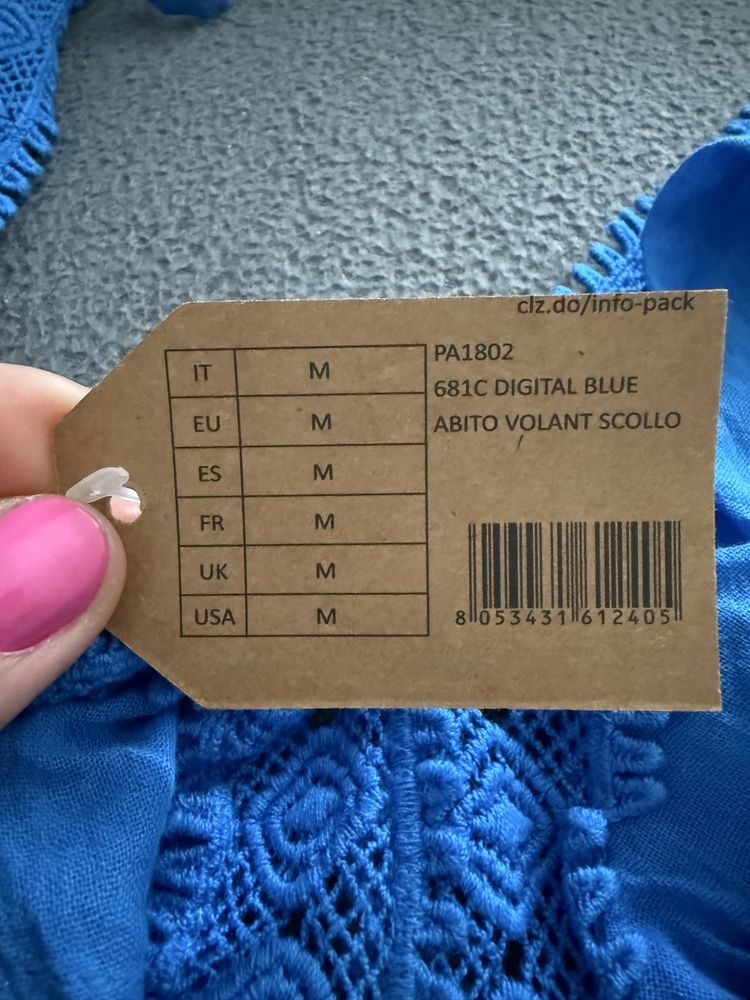 clz.do/info-pack
IT M
EU M
ES M
FR M
UK M
USA M
PA1802
681C DIGITAL BLUE
ABITO VOLANT SCOLLO
8 053431 612405